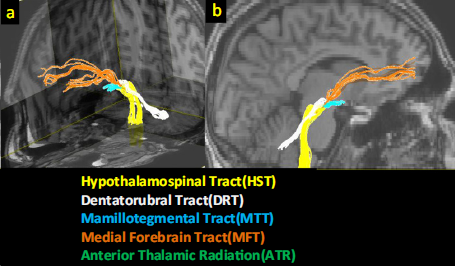 a
b
Hypothalamospinal Tract(HST)
Dentatorubral Tract(DRT)
Mamillotegmental Tract(MTT)
Medial Forebrain Tract(MFT)
Anterior Thalamic Radiation(ATR)